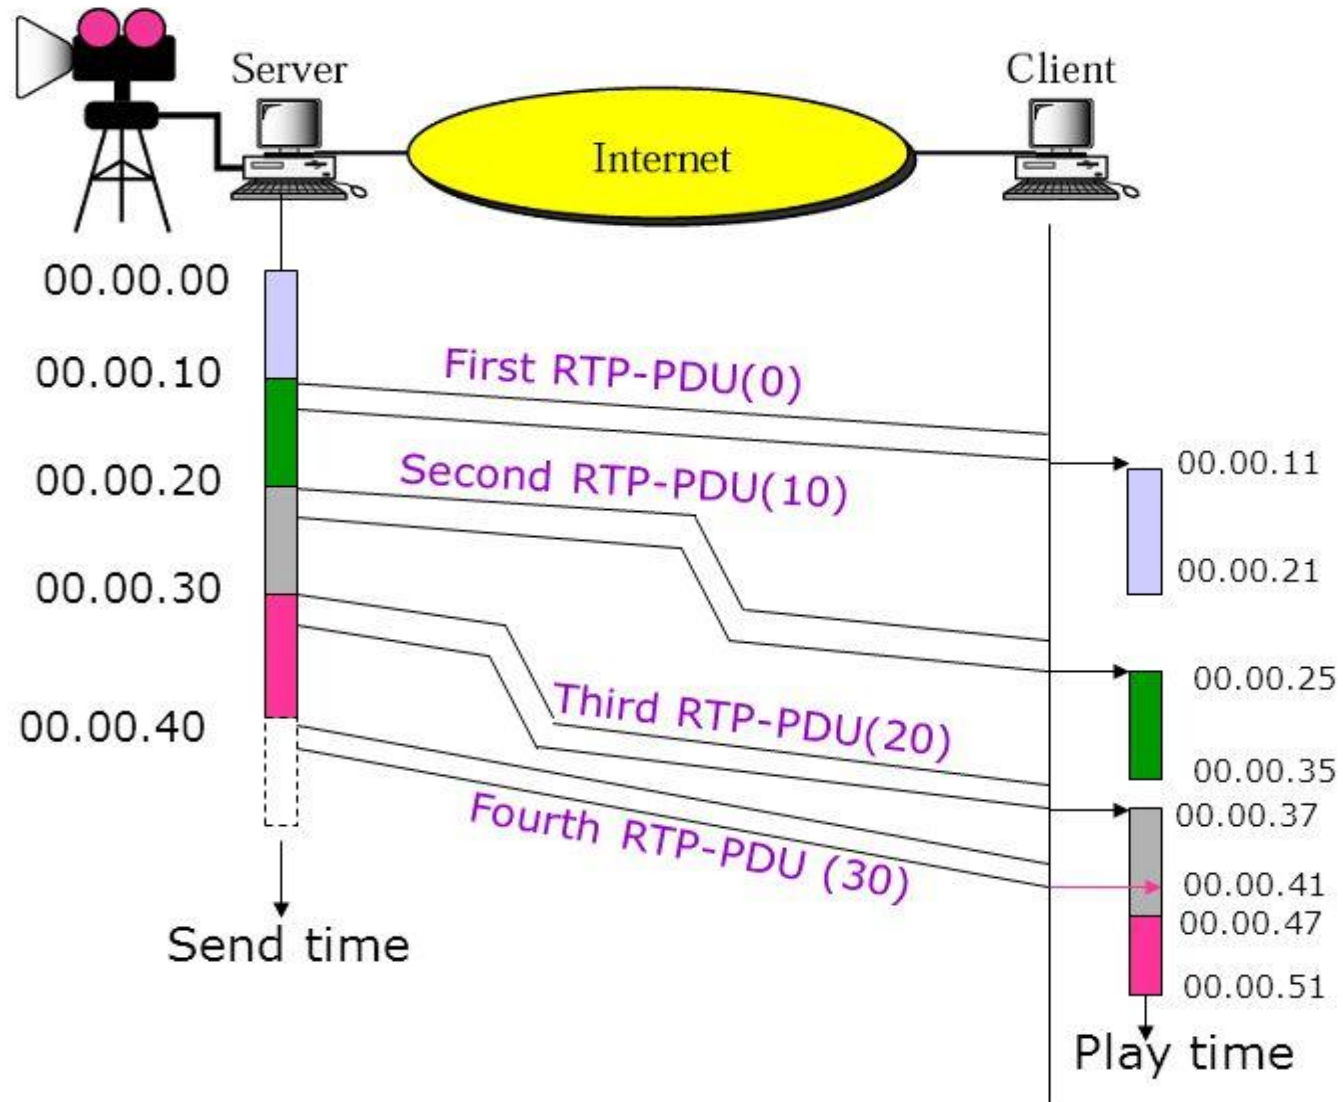 Server
Client
Internet
00.00.00
00.00.10
First RTP-PDU(0)
00.00.20
Second RTP-PDU(10)
00.00.11
00.00.21
00.00.30
00.00.25
Third RTP-PDU(20)
00.00.40
00.00.35
00.00.37
Fourth RTP-PDU (30)
00.00.41
00.00.47
Send time
00.00.51
Play time